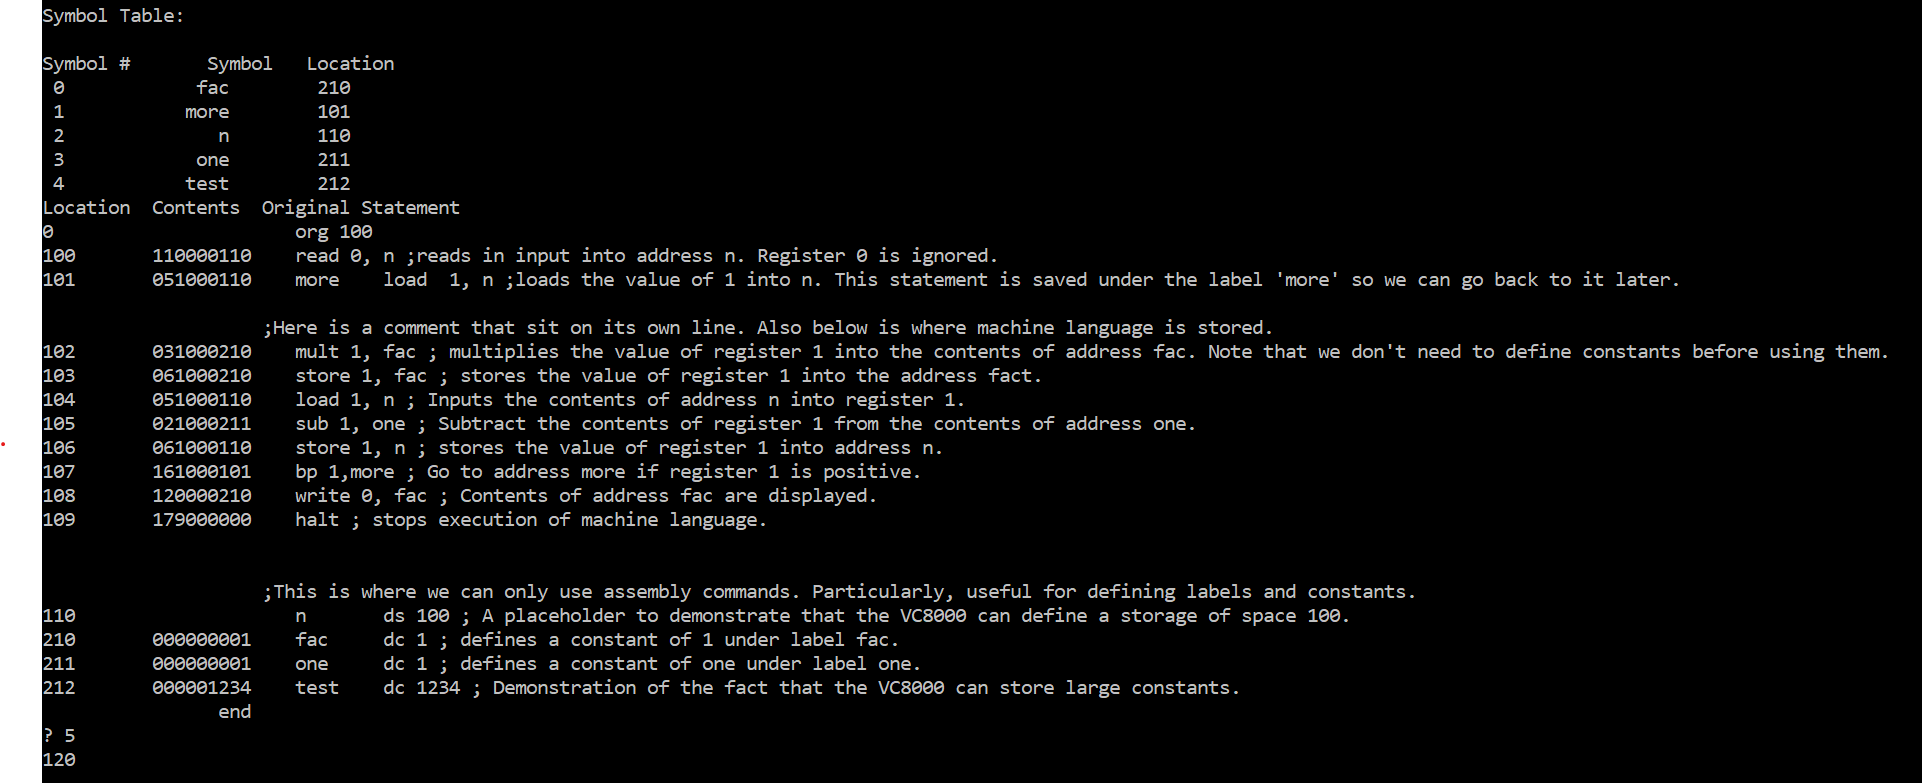 Symbol Table:
Symbol # Symbol Location
0 fac 210
1 more 101
2 n 110
3 one 211
4 test 212
Location Contents Original Statement
0 org 100
100 110000110 read 0, n ;reads in input into address n. Register 0 is ignored.
101 051000110 more load 1, n ;loads the value of 1 into n. This statement is saved under the label 'more' so we can go back to it later.
;Here is a comment that sit on its own line. Also below is where machine language is stored.
102 031000210 mult 1, fac ; multiplies the value of register 1 into the contents of address fac. Note that we don't need to define constants before using them.
103 061000210 store 1, fac ; stores the value of register 1 into the address fact.
104 051000110 load 1, n ; Inputs the contents of address n into register 1.
105 021000211 sub 1, one ; Subtract the contents of register 1 from the contents of address one.
106 061000110 store 1, n ; stores the value of register 1 into address n.
107 161000101 bp 1,more ; Go to address more if register 1 is positive.
108 120000210 write 0, fac ; Contents of address fac are displayed.
109 179000000 halt ; stops execution of machine language.
;This is where we can only use assembly commands. Particularly, useful for defining labels and constants.
110 n ds 100 ; A placeholder to demonstrate that the VC8000 can define a storage of space 100.
210 000000001 fac dc 1 ; defines a constant of 1 under label fac.
211 000000001 one dc 1 ; defines a constant of one under label one.
212 000001234 test dc 1234 ; Demonstration of the fact that the VC8000 can store large constants.
end
? 5
120